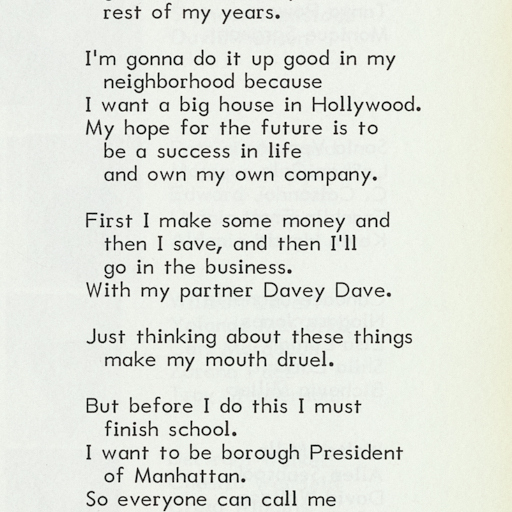 rest of my years.
I'm gonna do it up good in my
neighborhood because
I want a big house in Hollywood.
My hope for the future is to
be a success in life
and own my own company.
First I make some money and
then I save, and then I'll
go in the business.
With my partner Davey Dave.
Just thinking about these things
make my mouth druel.
But before I do this I must
finish school.
I want to be borough President
of Manhattan.
So everyone can call me